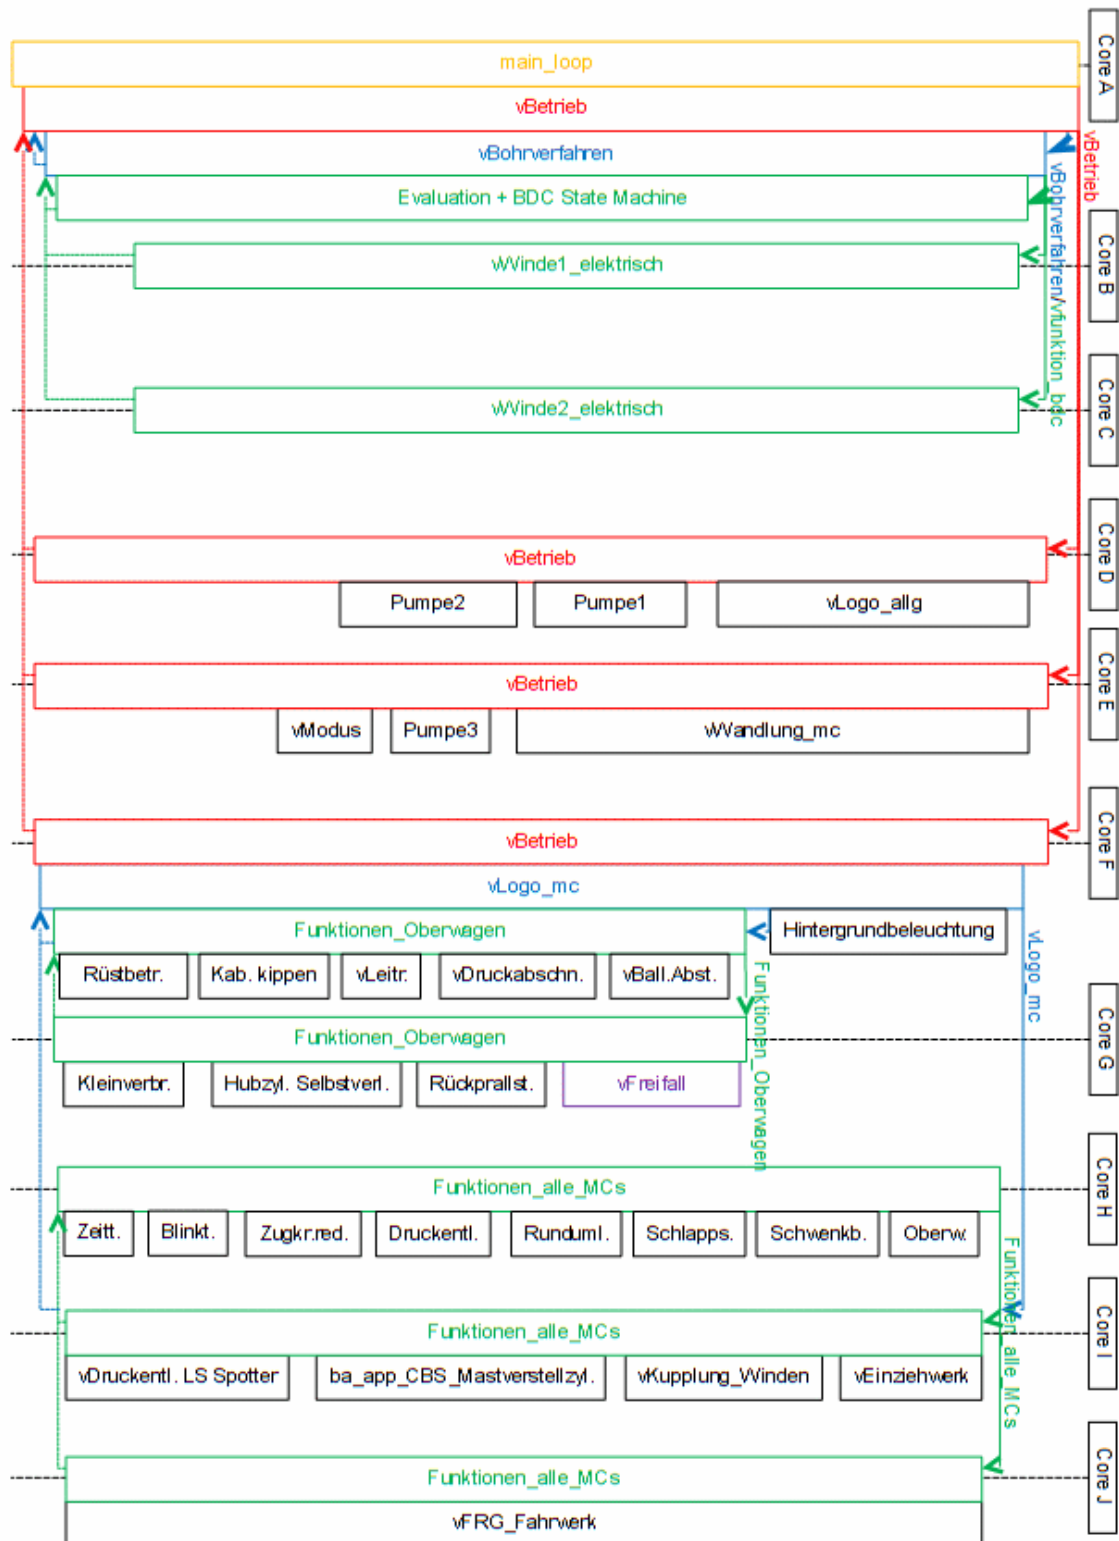 Core A
main_loop
vBetrieb
vBetrieb
vBohrverfahren
vBohrverfahren/vfunktion_bdc
Evaluation + BDC State Machine
Core B
vWinde1_elektrisch
Core C
vWinde2_elektrisch
Core D
vBetrieb
Pumpe2 Pumpe1 vLogo_allg
Core E
vBetrieb
vModus Pumpe3 vWandlung_mc
Core F
vBetrieb
vLogo_mc
vLogo_mc
Funktionen_Oberwagen Hintergrundbeleuchtung
Rüstbetr. Kab. kippen vLeitr. vDruckabschn. vBall.Abst.
Funktionen_Oberwagen
Core G
Funktionen_Oberwagen
Kleinverbr. Hubzyl. Selbstverl. Rückprallst. vFreifall
Core H
Funktionen_alle_MCs
Zeitt. Blinkt. Zugkr.red. Druckentl. Runduml. Schlapps. Schwenkb. Oberw.
Funktionen_alle_MCs
Core I
Funktionen_alle_MCs
vDruckentl. LS Spotter ba_app_CBS_Mastverstellzyl. vKupplung_Winden vEinziehwerk
Core J
Funktionen_alle_MCs
vFRG_Fahrwerk